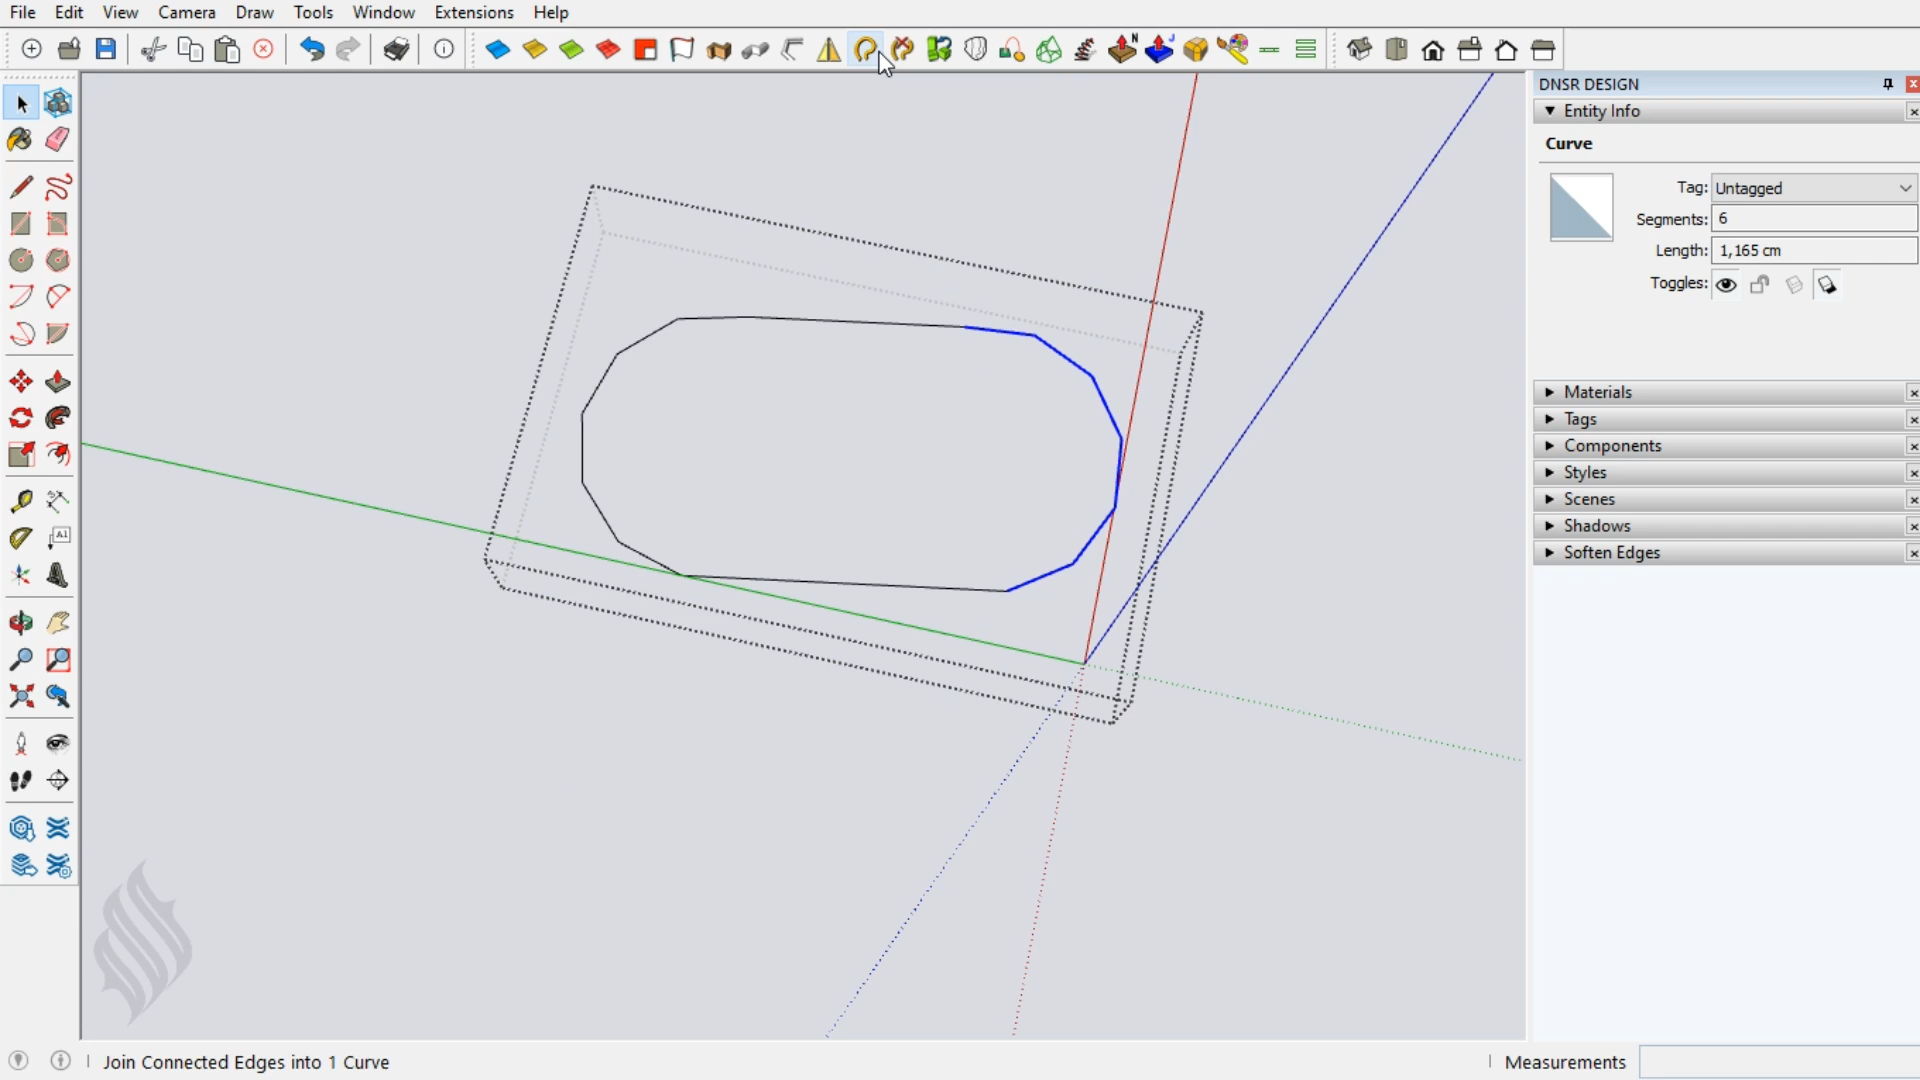 File Edit View Camera Draw Tools Window Extensions Help
N J
DNSR DESIGN
Entity Info
Curve
Tag: Untagged
Segments: 6
Length: 1,165 cm
Toggles:
Materials
Tags
Components
Styles
Scenes
Shadows
Soften Edges
A1
Join Connected Edges into 1 Curve
Measurements